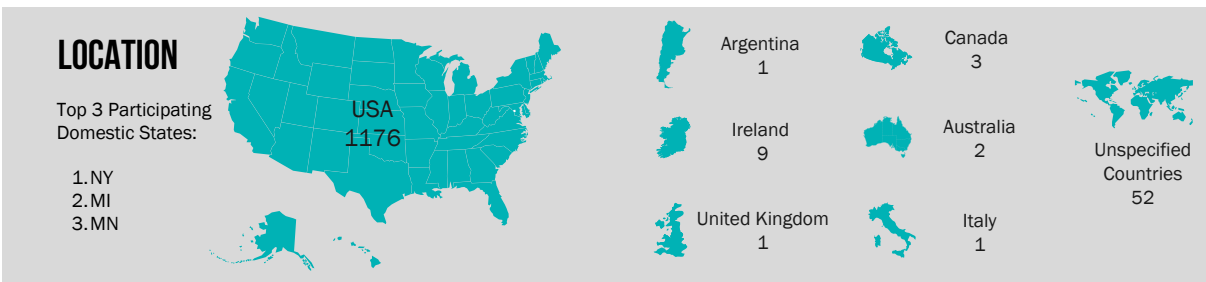 LOCATION
Top 3 Participating
Domestic States:
1. NY
2. MI
3. MN
USA
1176
Argentina
1
Canada
3
Ireland
9
Australia
2
United Kingdom
1
Italy
1
Unspecified
Countries
52